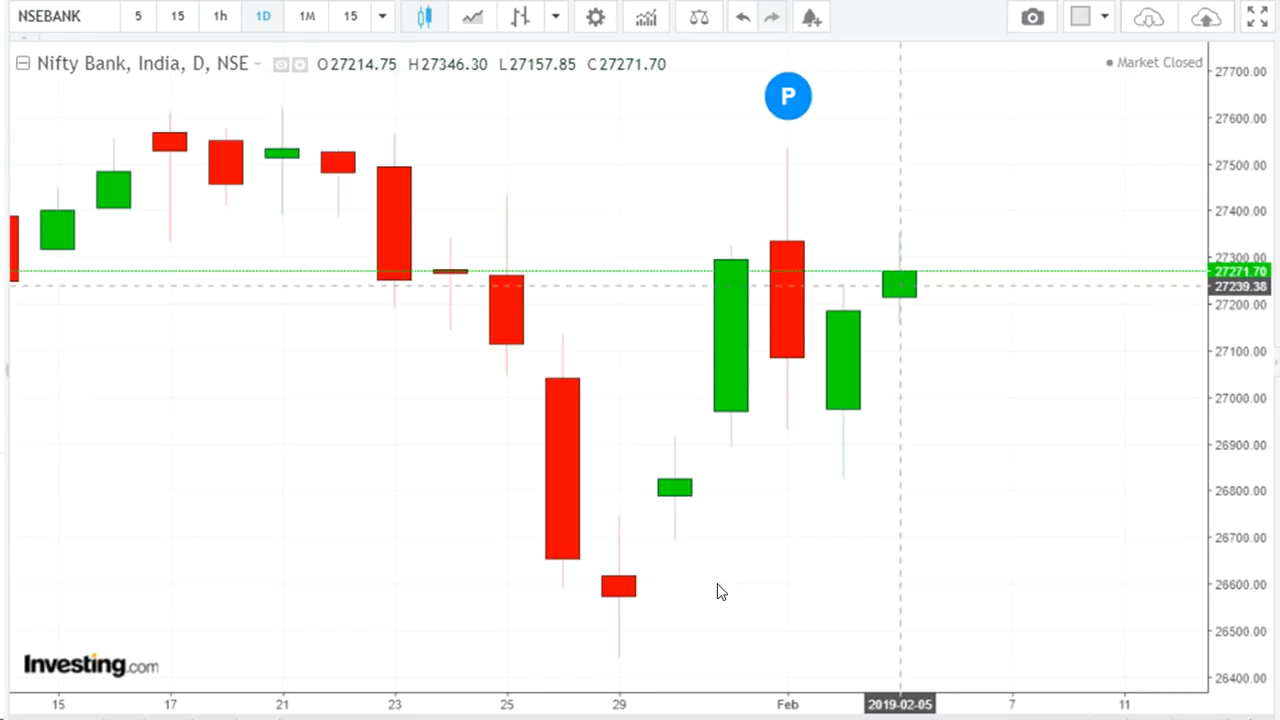 NSEBANK 5 15 1h 1D 1M 15
Nifty Bank, India, D, NSE O27214.75 H27346.30 L27157.85 C27271.70
Market Closed
P
27700.00
27600.00
27500.00
27400.00
27300.00
27271.70
27239.38
27200.00
27100.00
27000.00
26900.00
26800.00
26700.00
26600.00
26500.00
26400.00
Investing.com
15 17 21 23 25 29 Feb 2019-02-05 7 11